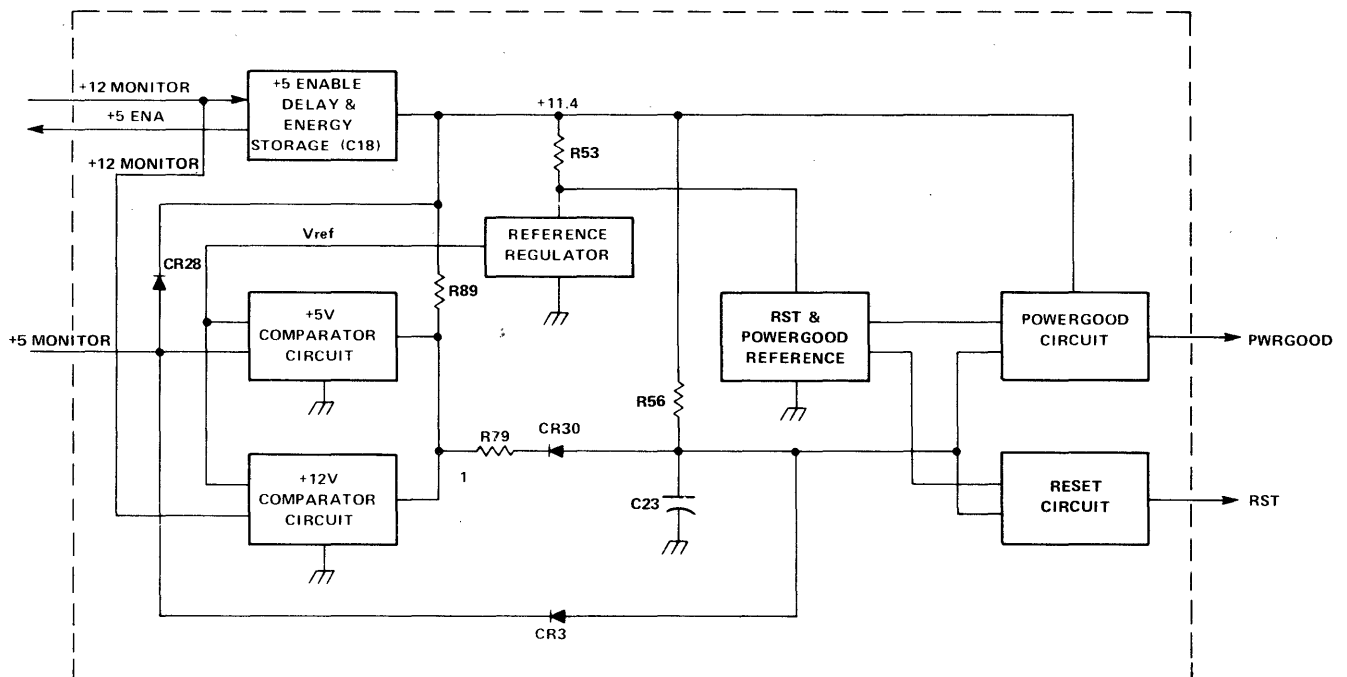 +12 MONITOR
+5 ENA
+12 MONITOR
+5 ENABLE
DELAY &
ENERGY
STORAGE (C18)
+11.4
R53
Vref
REFERENCE
REGULATOR
CR28
R89
+5 MONITOR
+5V
COMPARATOR
CIRCUIT
RST &
POWERGOOD
REFERENCE
POWERGOOD
CIRCUIT
PWRGOOD
R56
R79
CR30
1
+12V
COMPARATOR
CIRCUIT
C23
RESET
CIRCUIT
RST
CR3